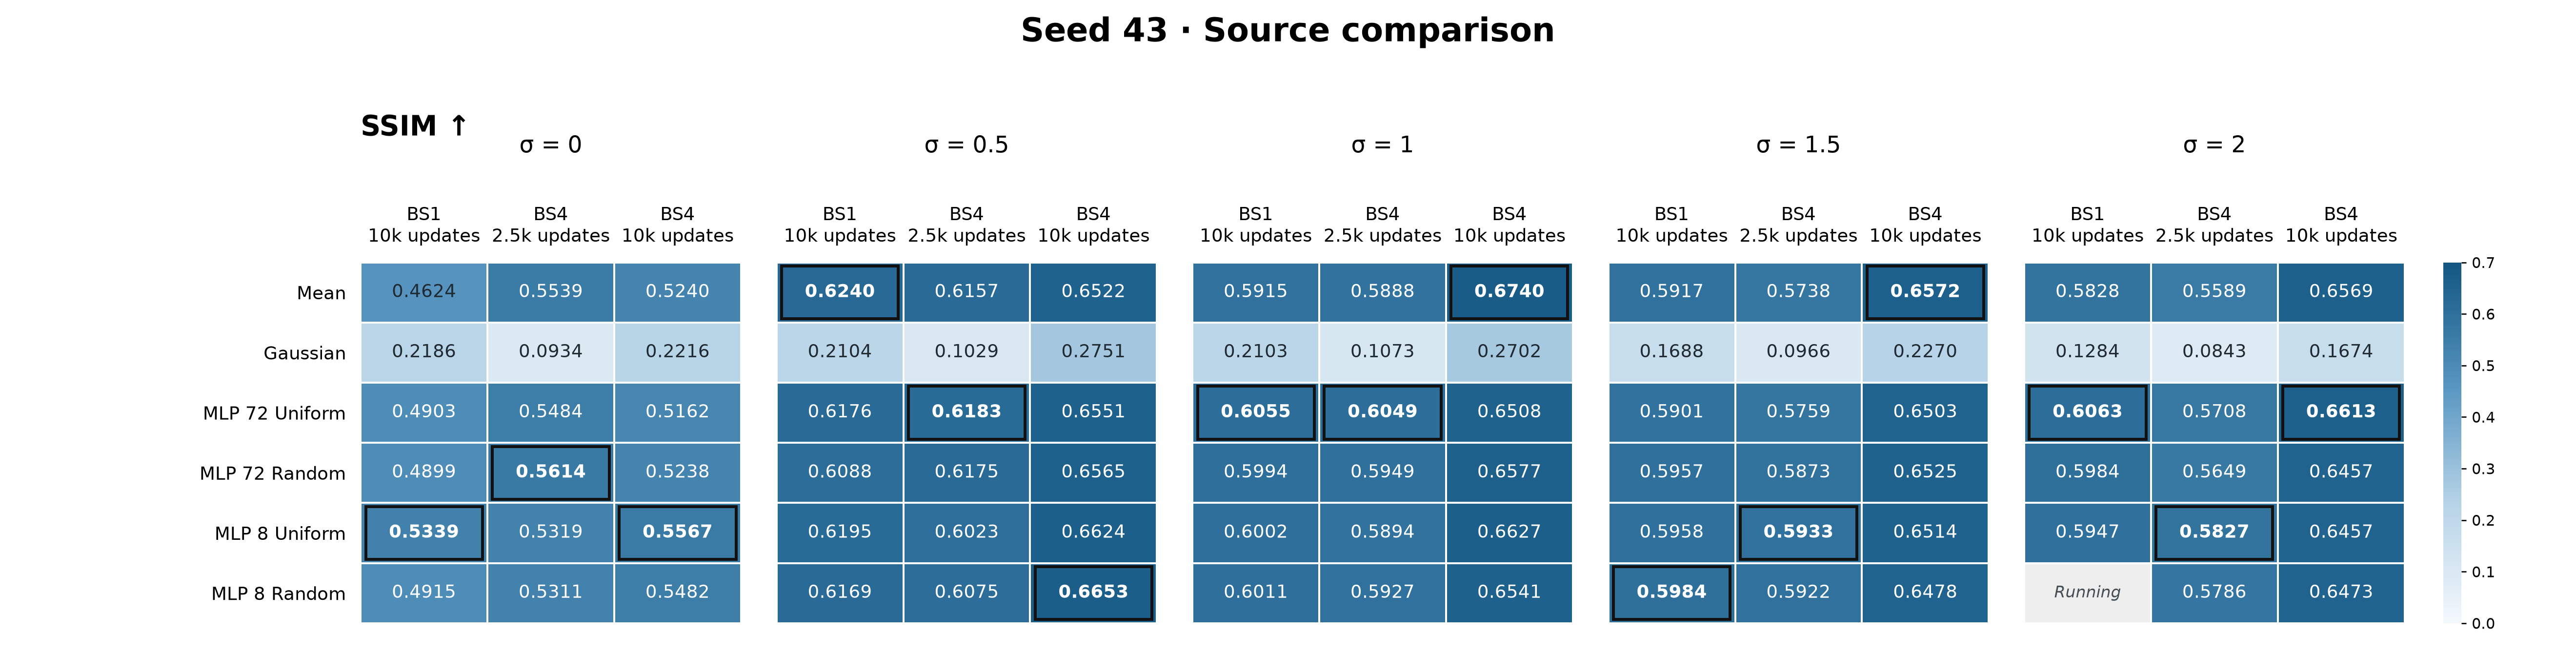 Seed 43 · Source comparison
SSIM ↑
σ = 0 σ = 0.5 σ = 1 σ = 1.5 σ = 2
BS1 BS4 BS4 BS1 BS4 BS4 BS1 BS4 BS4 BS1 BS4 BS4 BS1 BS4 BS4
10k updates 2.5k updates 10k updates 10k updates 2.5k updates 10k updates 10k updates 2.5k updates 10k updates 10k updates 2.5k updates 10k updates 10k updates 2.5k updates 10k updates
Mean 0.4624 0.5539 0.5240 0.6240 0.6157 0.6522 0.5915 0.5888 0.6740 0.5917 0.5738 0.6572 0.5828 0.5589 0.6569
Gaussian 0.2186 0.0934 0.2216 0.2104 0.1029 0.2751 0.2103 0.1073 0.2702 0.1688 0.0966 0.2270 0.1284 0.0843 0.1674
MLP 72 Uniform 0.4903 0.5484 0.5162 0.6176 0.6183 0.6551 0.6055 0.6049 0.6508 0.5901 0.5759 0.6503 0.6063 0.5708 0.6613
MLP 72 Random 0.4899 0.5614 0.5238 0.6088 0.6175 0.6565 0.5994 0.5949 0.6577 0.5957 0.5873 0.6525 0.5984 0.5649 0.6457
MLP 8 Uniform 0.5339 0.5319 0.5567 0.6195 0.6023 0.6624 0.6002 0.5894 0.6627 0.5958 0.5933 0.6514 0.5947 0.5827 0.6457
MLP 8 Random 0.4915 0.5311 0.5482 0.6169 0.6075 0.6653 0.6011 0.5927 0.6541 0.5984 0.5922 0.6478 Running 0.5786 0.6473
0.7
0.6
0.5
0.4
0.3
0.2
0.1
0.0